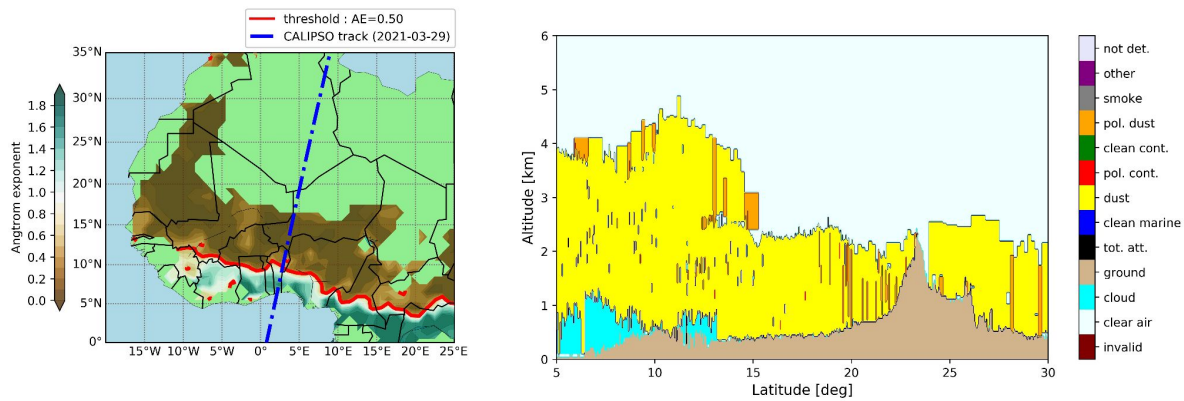 threshold : AE=0.50
CALIPSO track (2021-03-29)
35°N
30°N
25°N
20°N
15°N
10°N
5°N
0°
15°W
10°W
5°W
0°
5°E
10°E
15°E
20°E
25°E
Angtrom exponent
1.8
1.6
1.4
1.2
1.0
0.8
0.6
0.4
0.2
0.0
Altitude [km]
6
5
4
3
2
1
0
5
10
15
20
25
30
Latitude [deg]
not det.
other
smoke
pol. dust
clean cont.
pol. cont.
dust
clean marine
tot. att.
ground
cloud
clear air
invalid